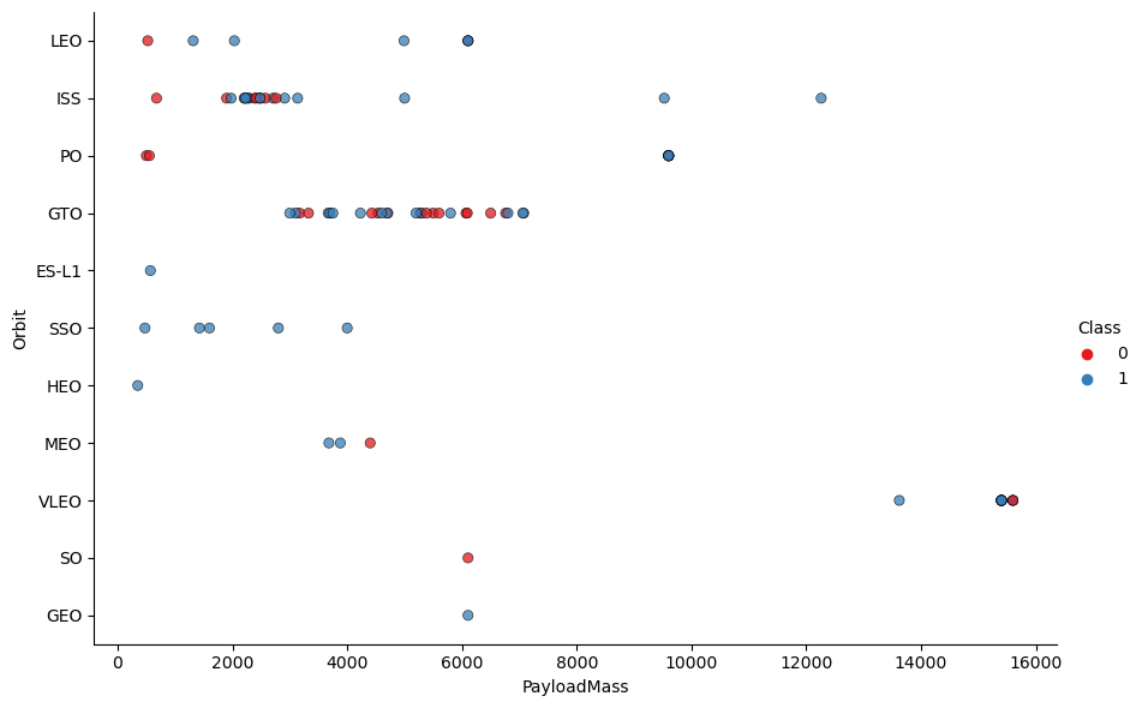 LEO
ISS
PO
GTO
ES-L1
SSO
HEO
MEO
VLEO
SO
GEO
Orbit
0 2000 4000 6000 8000 10000 12000 14000 16000
PayloadMass
Class
0
1